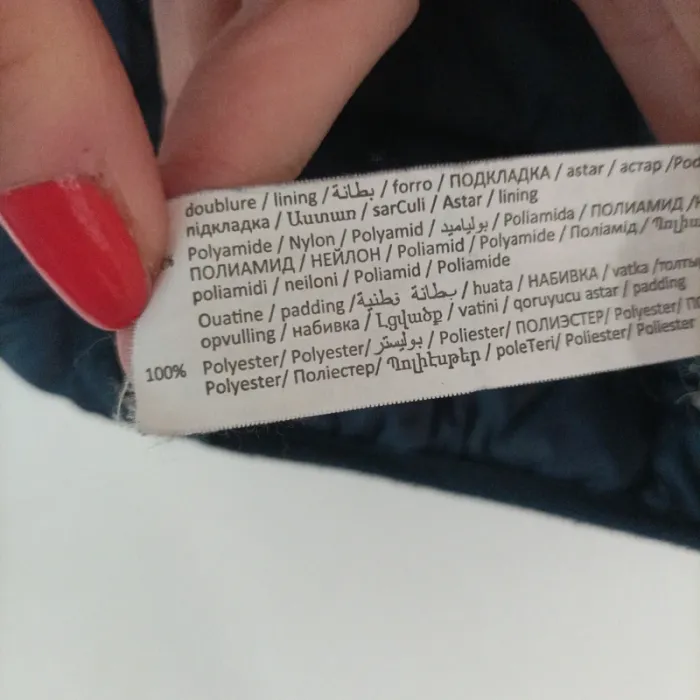 doublure / lining / بطانة / forro / ПОДКЛАДКА / astar / астар /Pod
підкладка / Աստառ / sarCuli / Astar / lining
% Polyamide / Nylon / Polyamid / بولياميد / Poliamida / ПОЛИАМИД /
ПОЛИАМИД / НЕЙЛОН / Poliamid / Polyamide / Поліамід /
poliamidi / neiloni / Poliamid / Poliamide
Ouatine / padding / بطانة قطنية / huata / НАБИВКА / vatka /
opvulling / набивка / Լցվածք / vatini / qoruyucu astar / padding
100% Polyester/ Polyester/ بوليستر / Poliester/ ПОЛИЭСТЕР/ Polyester/
Polyester/ Поліестер/ Պոլիէսթեր / poleTeri/ Poliester/ Poliester